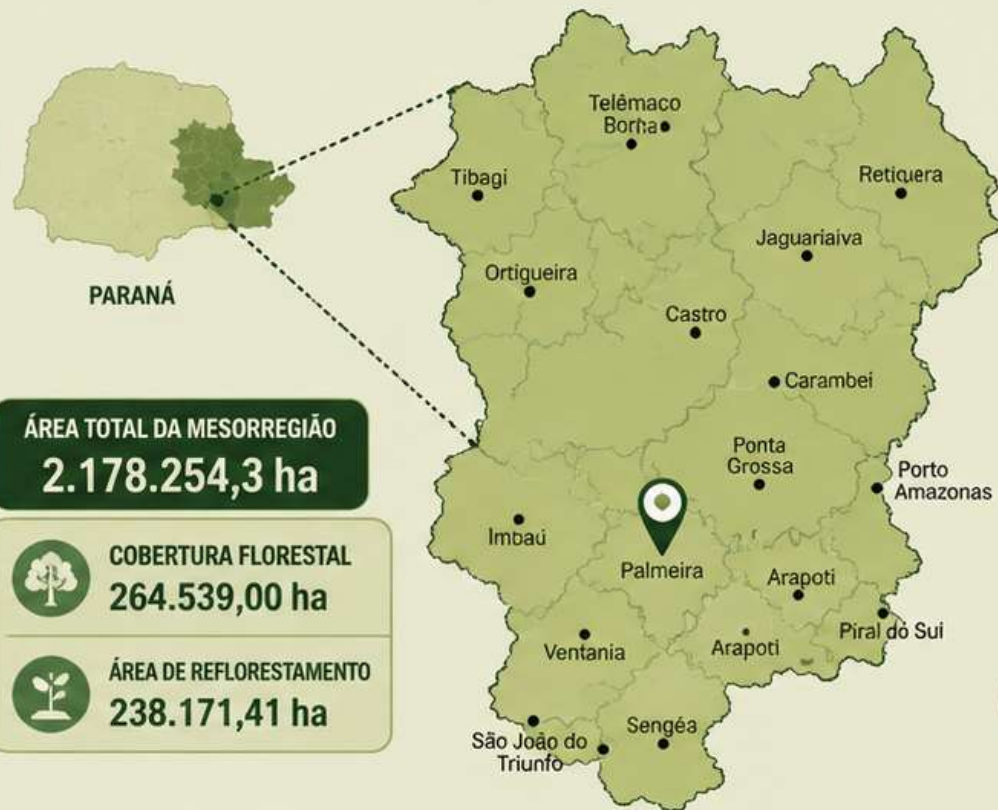 PARANÁ
ÁREA TOTAL DA MESORREGIÃO
2.178.254,3 ha
COBERTURA FLORESTAL
264.539,00 ha
ÁREA DE REFLORESTAMENTO
238.171,41 ha
Telêmaco
Borha
Tibagi
Reticuera
Jaguariaiva
Ortigueira
Castro
Carambei
Ponta
Grossa
Porto
Amazonas
Imbaú
Palmeira
Arapoti
Piral dó Sui
Ventania
Arapoti
São João do
Triunfo
Sengéa